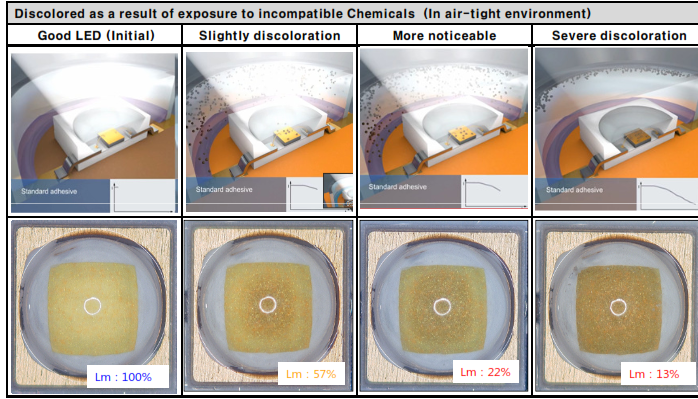 Discolored as a result of exposure to incompatible Chemicals (In air-tight environment)
Good LED (Initial)
Slightly discoloration
More noticeable
Severe discoloration
Standard adhesive
Standard adhesive
Standard adhesive
Standard adhesive
Lm : 100%
Lm : 57%
Lm : 22%
Lm : 13%